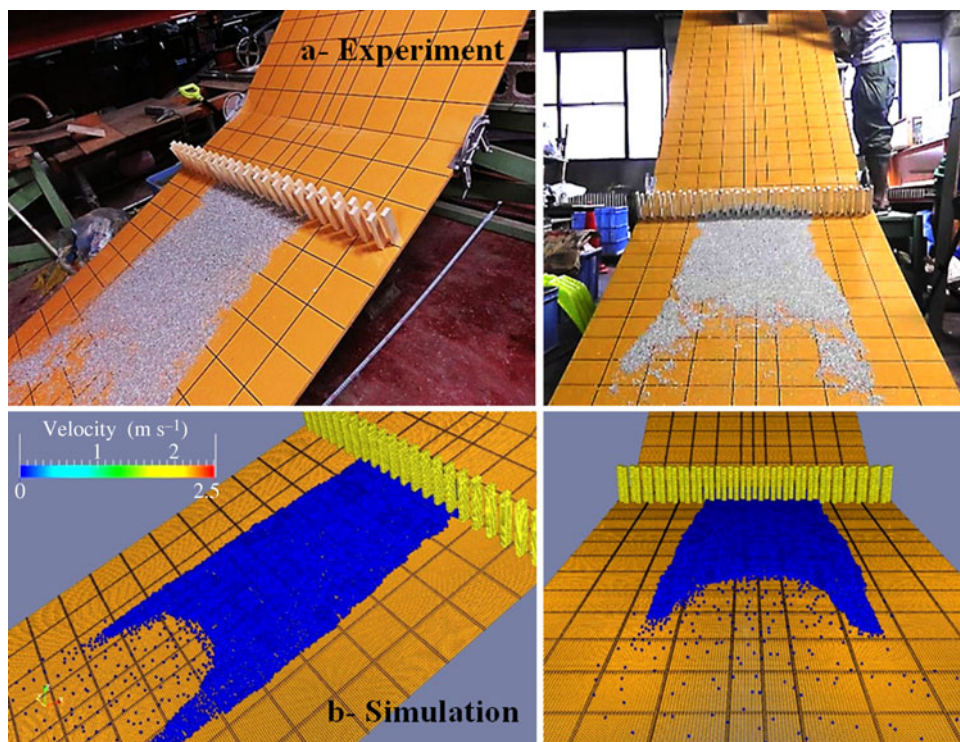 a- Experiment
Velocity (m s⁻¹)
1 2
0 2.5
b- Simulation